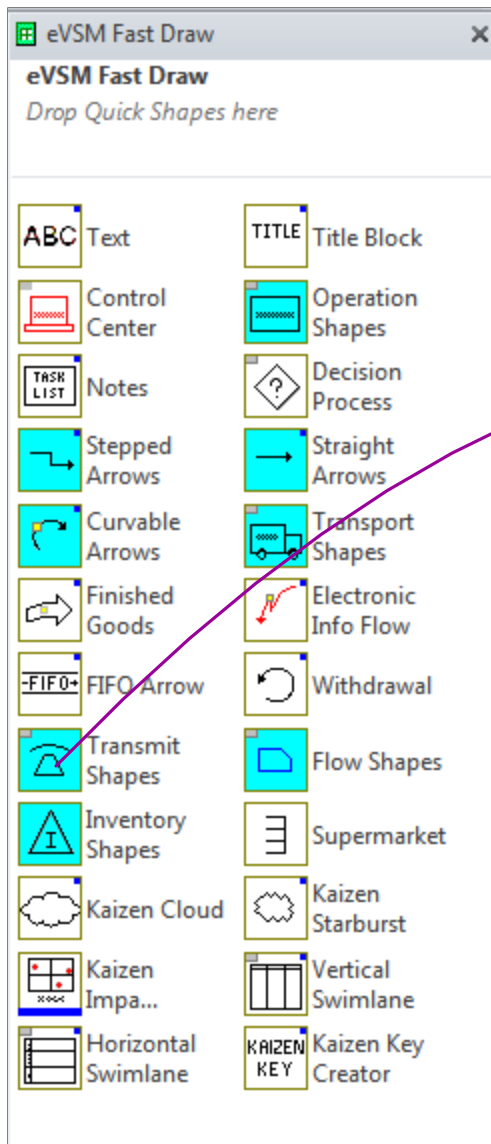 eVSM Fast Draw
eVSM Fast Draw
Drop Quick Shapes here
ABC Text
TITLE Title Block
Control
Center
Operation
Shapes
TASK
LIST
Notes
?
Decision
Process
Stepped
Arrows
Straight
Arrows
Curvable
Arrows
Transport
Shapes
Finished
Goods
Electronic
Info Flow
-FIFO→ FIFO Arrow
Withdrawal
Transmit
Shapes
Flow Shapes
I
Inventory
Shapes
Supermarket
Kaizen Cloud
Kaizen
Starburst
Kaizen
Impa...
Vertical
Swimlane
Horizontal
Swimlane
KAIZEN
KEY
Kaizen Key
Creator